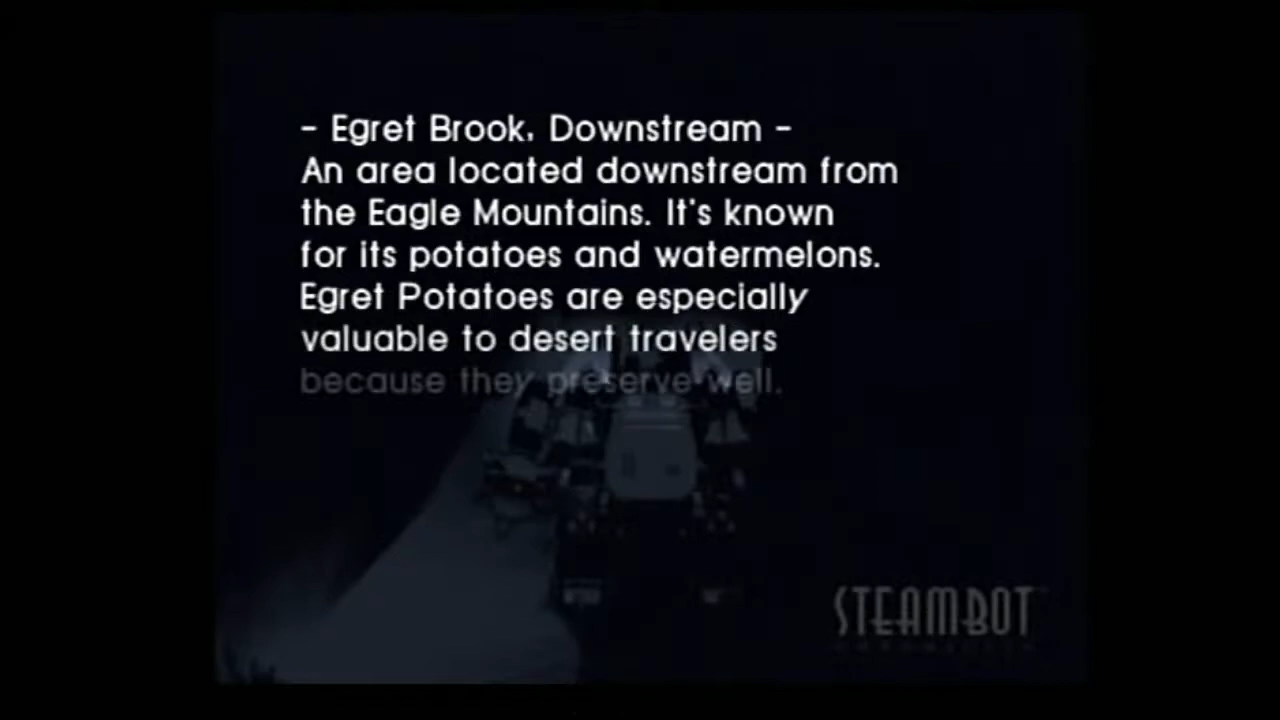 - Egret Brook, Downstream -
An area located downstream from
the Eagle Mountains. It's known
for its potatoes and watermelons.
Egret Potatoes are especially
valuable to desert travelers
because they preserve well.
STEAMBOT